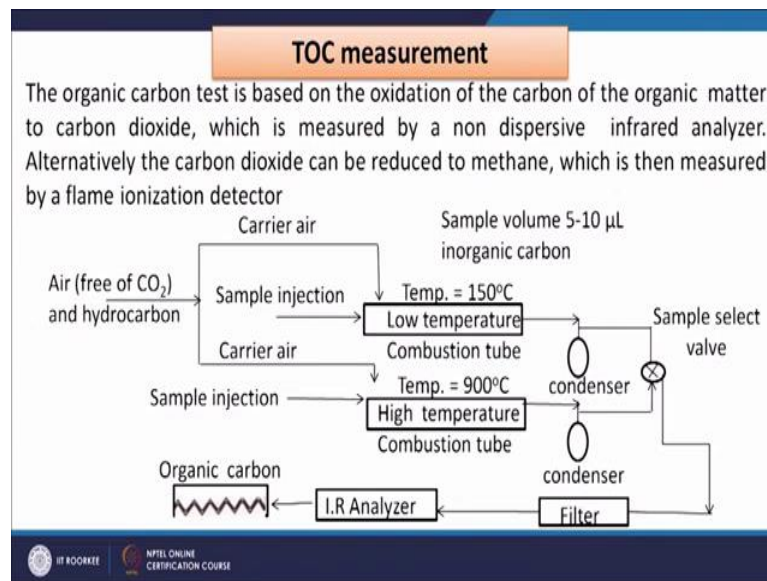 TOC measurement
The organic carbon test is based on the oxidation of the carbon of the organic matter
to carbon dioxide, which is measured by a non dispersive infrared analyzer.
Alternatively the carbon dioxide can be reduced to methane, which is then measured
by a flame ionization detector
Carrier air
Sample volume 5-10 µL
inorganic carbon
Air (free of CO₂)
and hydrocarbon
Sample injection
Temp. = 150°C
Low temperature
Combustion tube
Sample select
valve
Carrier air
condenser
Sample injection
Temp. = 900°C
High temperature
Combustion tube
condenser
Organic carbon
I.R Analyzer
Filter
IIT ROORKEE
NPTEL ONLINE
CERTIFICATION COURSE